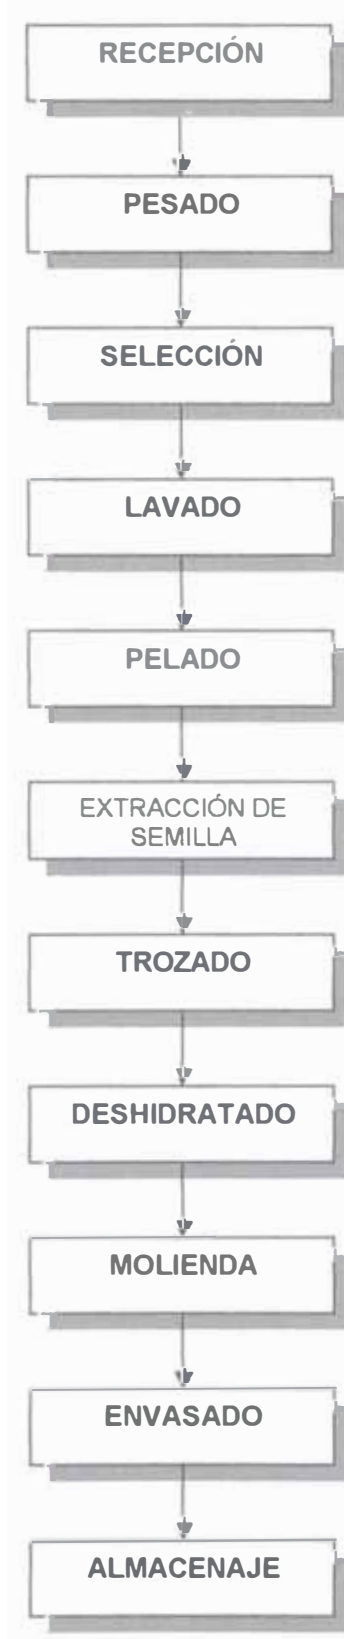 RECEPCIÓN
PESADO
SELECCIÓN
LAVADO
PELADO
EXTRACCIÓN DE
SEMILLA
TROZADO
DESHIDRATADO
MOLIENDA
ENVASADO
ALMACENAJE